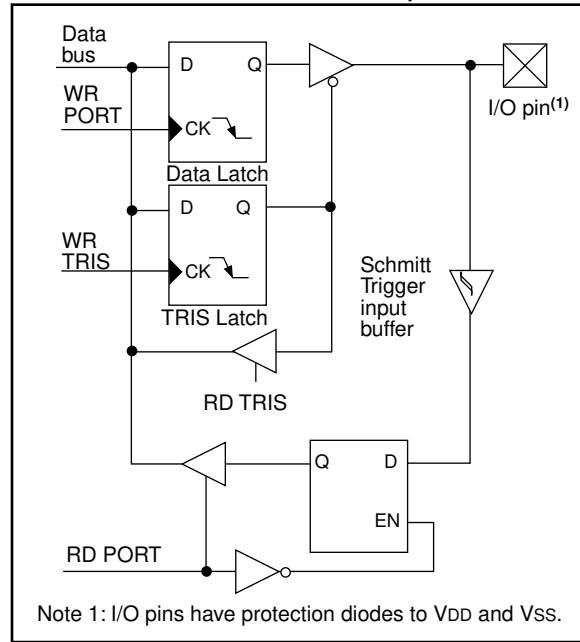 Data
bus
D
Q
WR
PORT
CK
I/O pin(1)
Data Latch
D
Q
WR
TRIS
CK
TRIS Latch
Schmitt
Trigger
input
buffer
RD TRIS
Q
D
EN
RD PORT
Note 1: I/O pins have protection diodes to VDD and VSS.